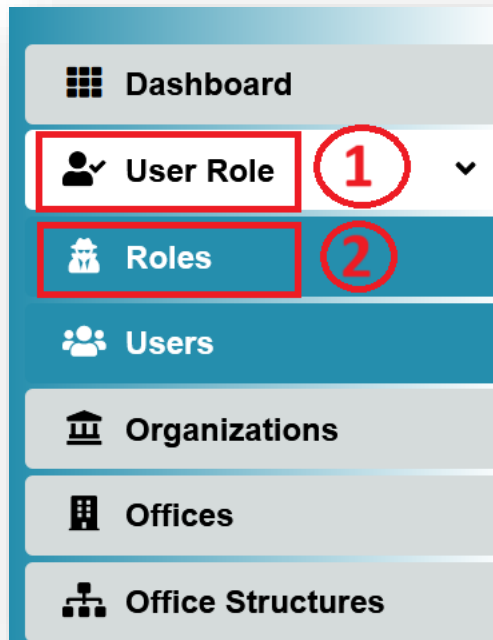 Dashboard
User Role 1
Roles 2
Users
Organizations
Offices
Office Structures